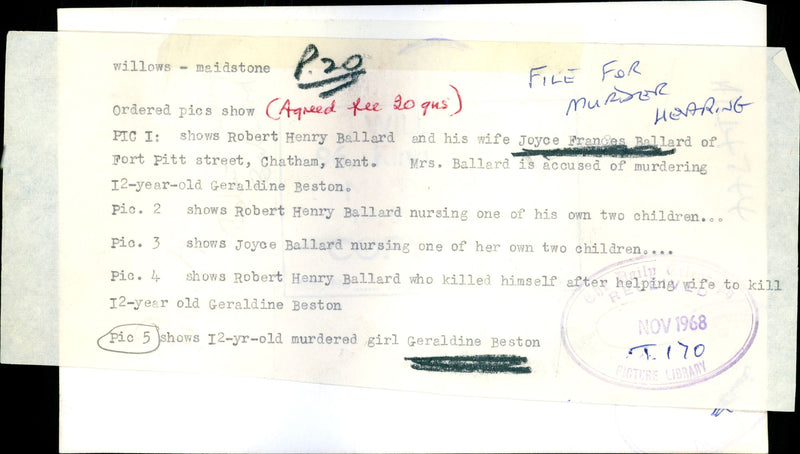 willows - maidstone
P.20
FILE FOR
MURDER
HEARING
Ordered pics show (Agreed fee 20 gns)
PIC I: shows Robert Henry Ballard and his wife Joyce Frances Ballard of
Fort Pitt street, Chatham, Kent. Mrs. Ballard is accused of murdering
I2-year-old Geraldine Beston.
Pic. 2 shows Robert Henry Ballard nursing one of his own two children...
Pic. 3 shows Joyce Ballard nursing one of her own two children....
Pic. 4 shows Robert Henry Ballard who killed himself after helping wife to kill
I2-year old Geraldine Beston
Pic 5 shows I2-yr-old murdered girl Geraldine Beston
Daily
RECEIVED
NOV 1968
T.170
PICTURE LIBRARY